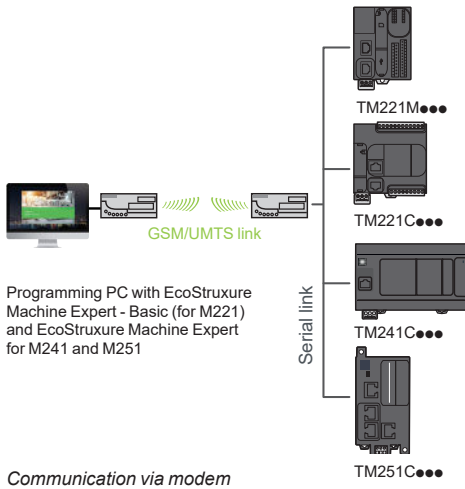 TM221M●●●
TM221C●●●
GSM/UMTS link
Programming PC with EcoStruxure
Machine Expert - Basic (for M221)
and EcoStruxure Machine Expert
for M241 and M251
Serial link
TM241C●●●
TM251C●●●
Communication via modem